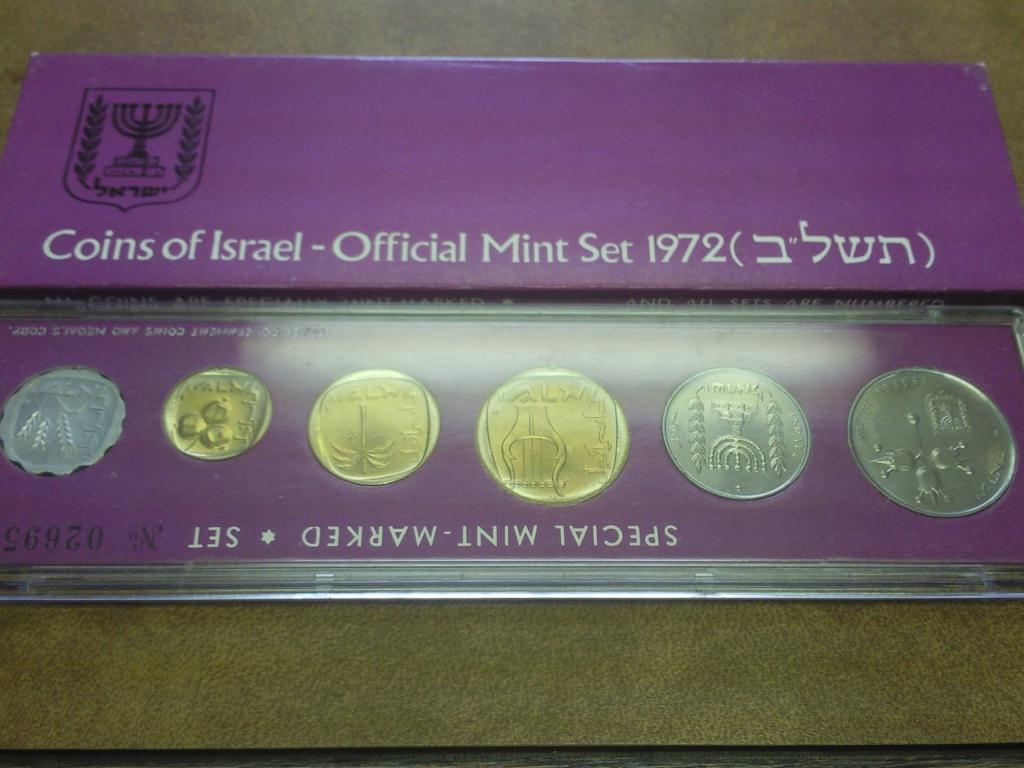 ישראל
Coins of Israel - Official Mint Set 1972 (תשל"ב)
ALL COINS ARE SPECIALLY MINT-MARKED * AND ALL SETS ARE NUMBERED
ISRAEL GOVERNMENT COINS AND MEDALS CORP.
SPECIAL MINT-MARKED * SET № 02695